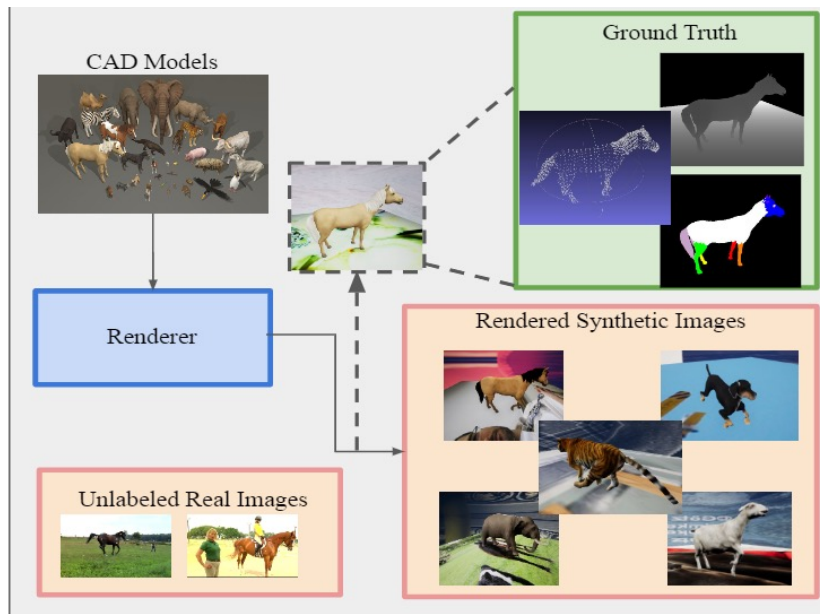 CAD Models
Ground Truth
Renderer
Rendered Synthetic Images
Unlabeled Real Images